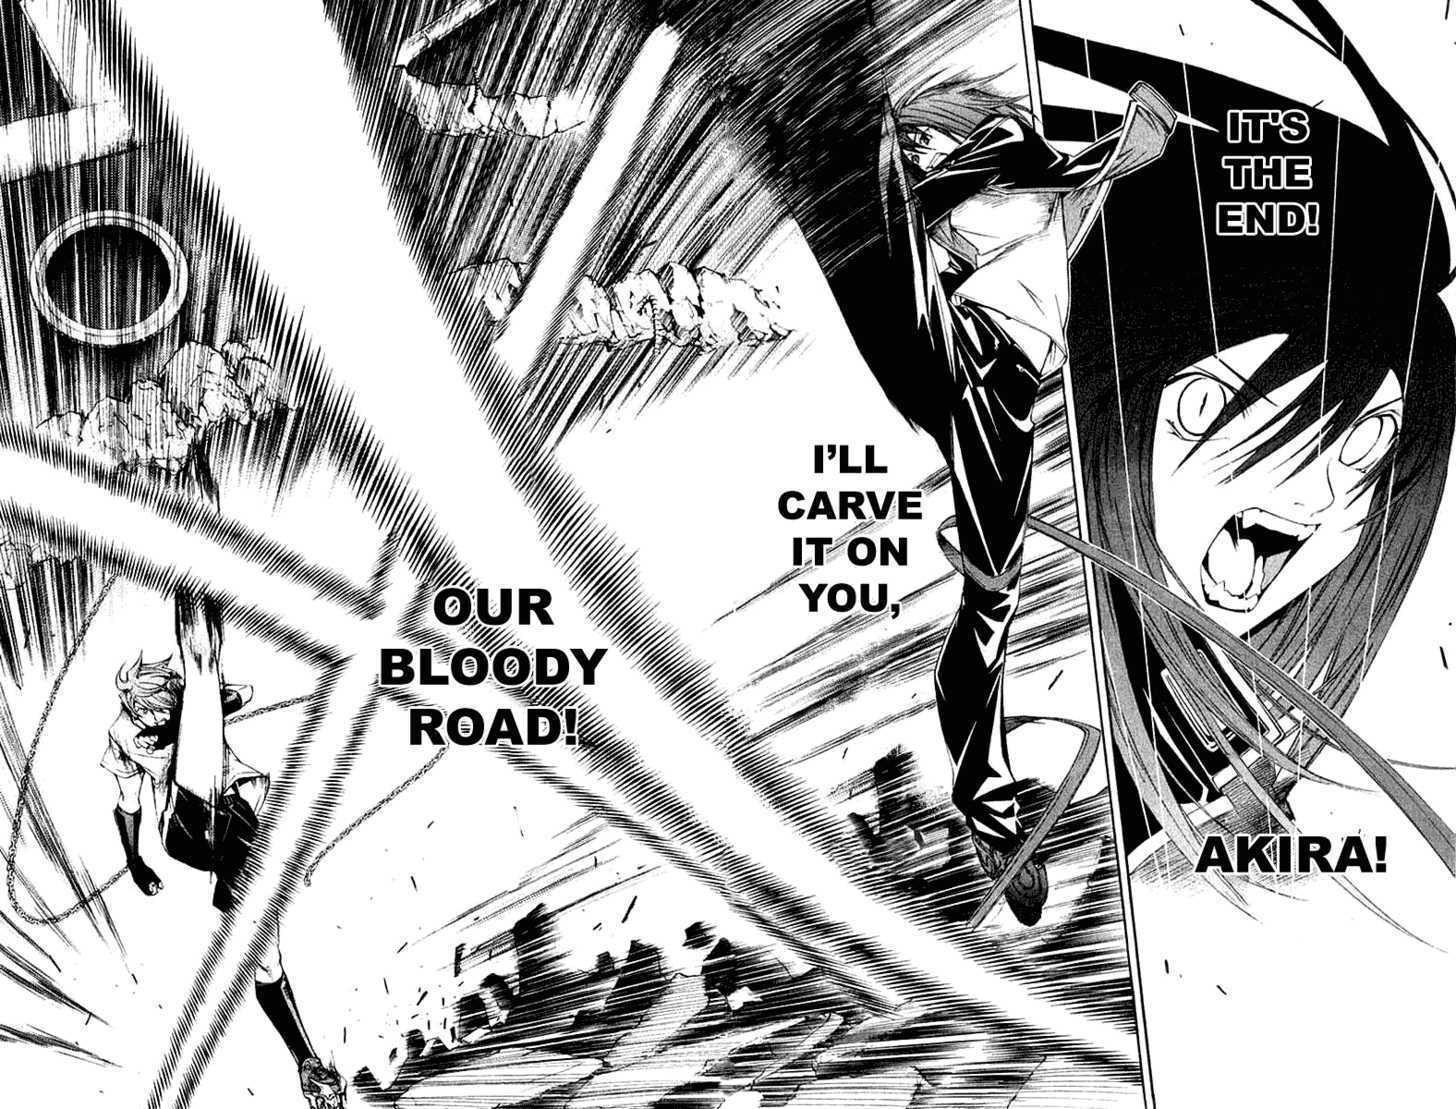 IT'S
THE
END!
AKIRA!
I'LL
CARVE
IT ON
YOU,
OUR
BLOODY
ROAD!